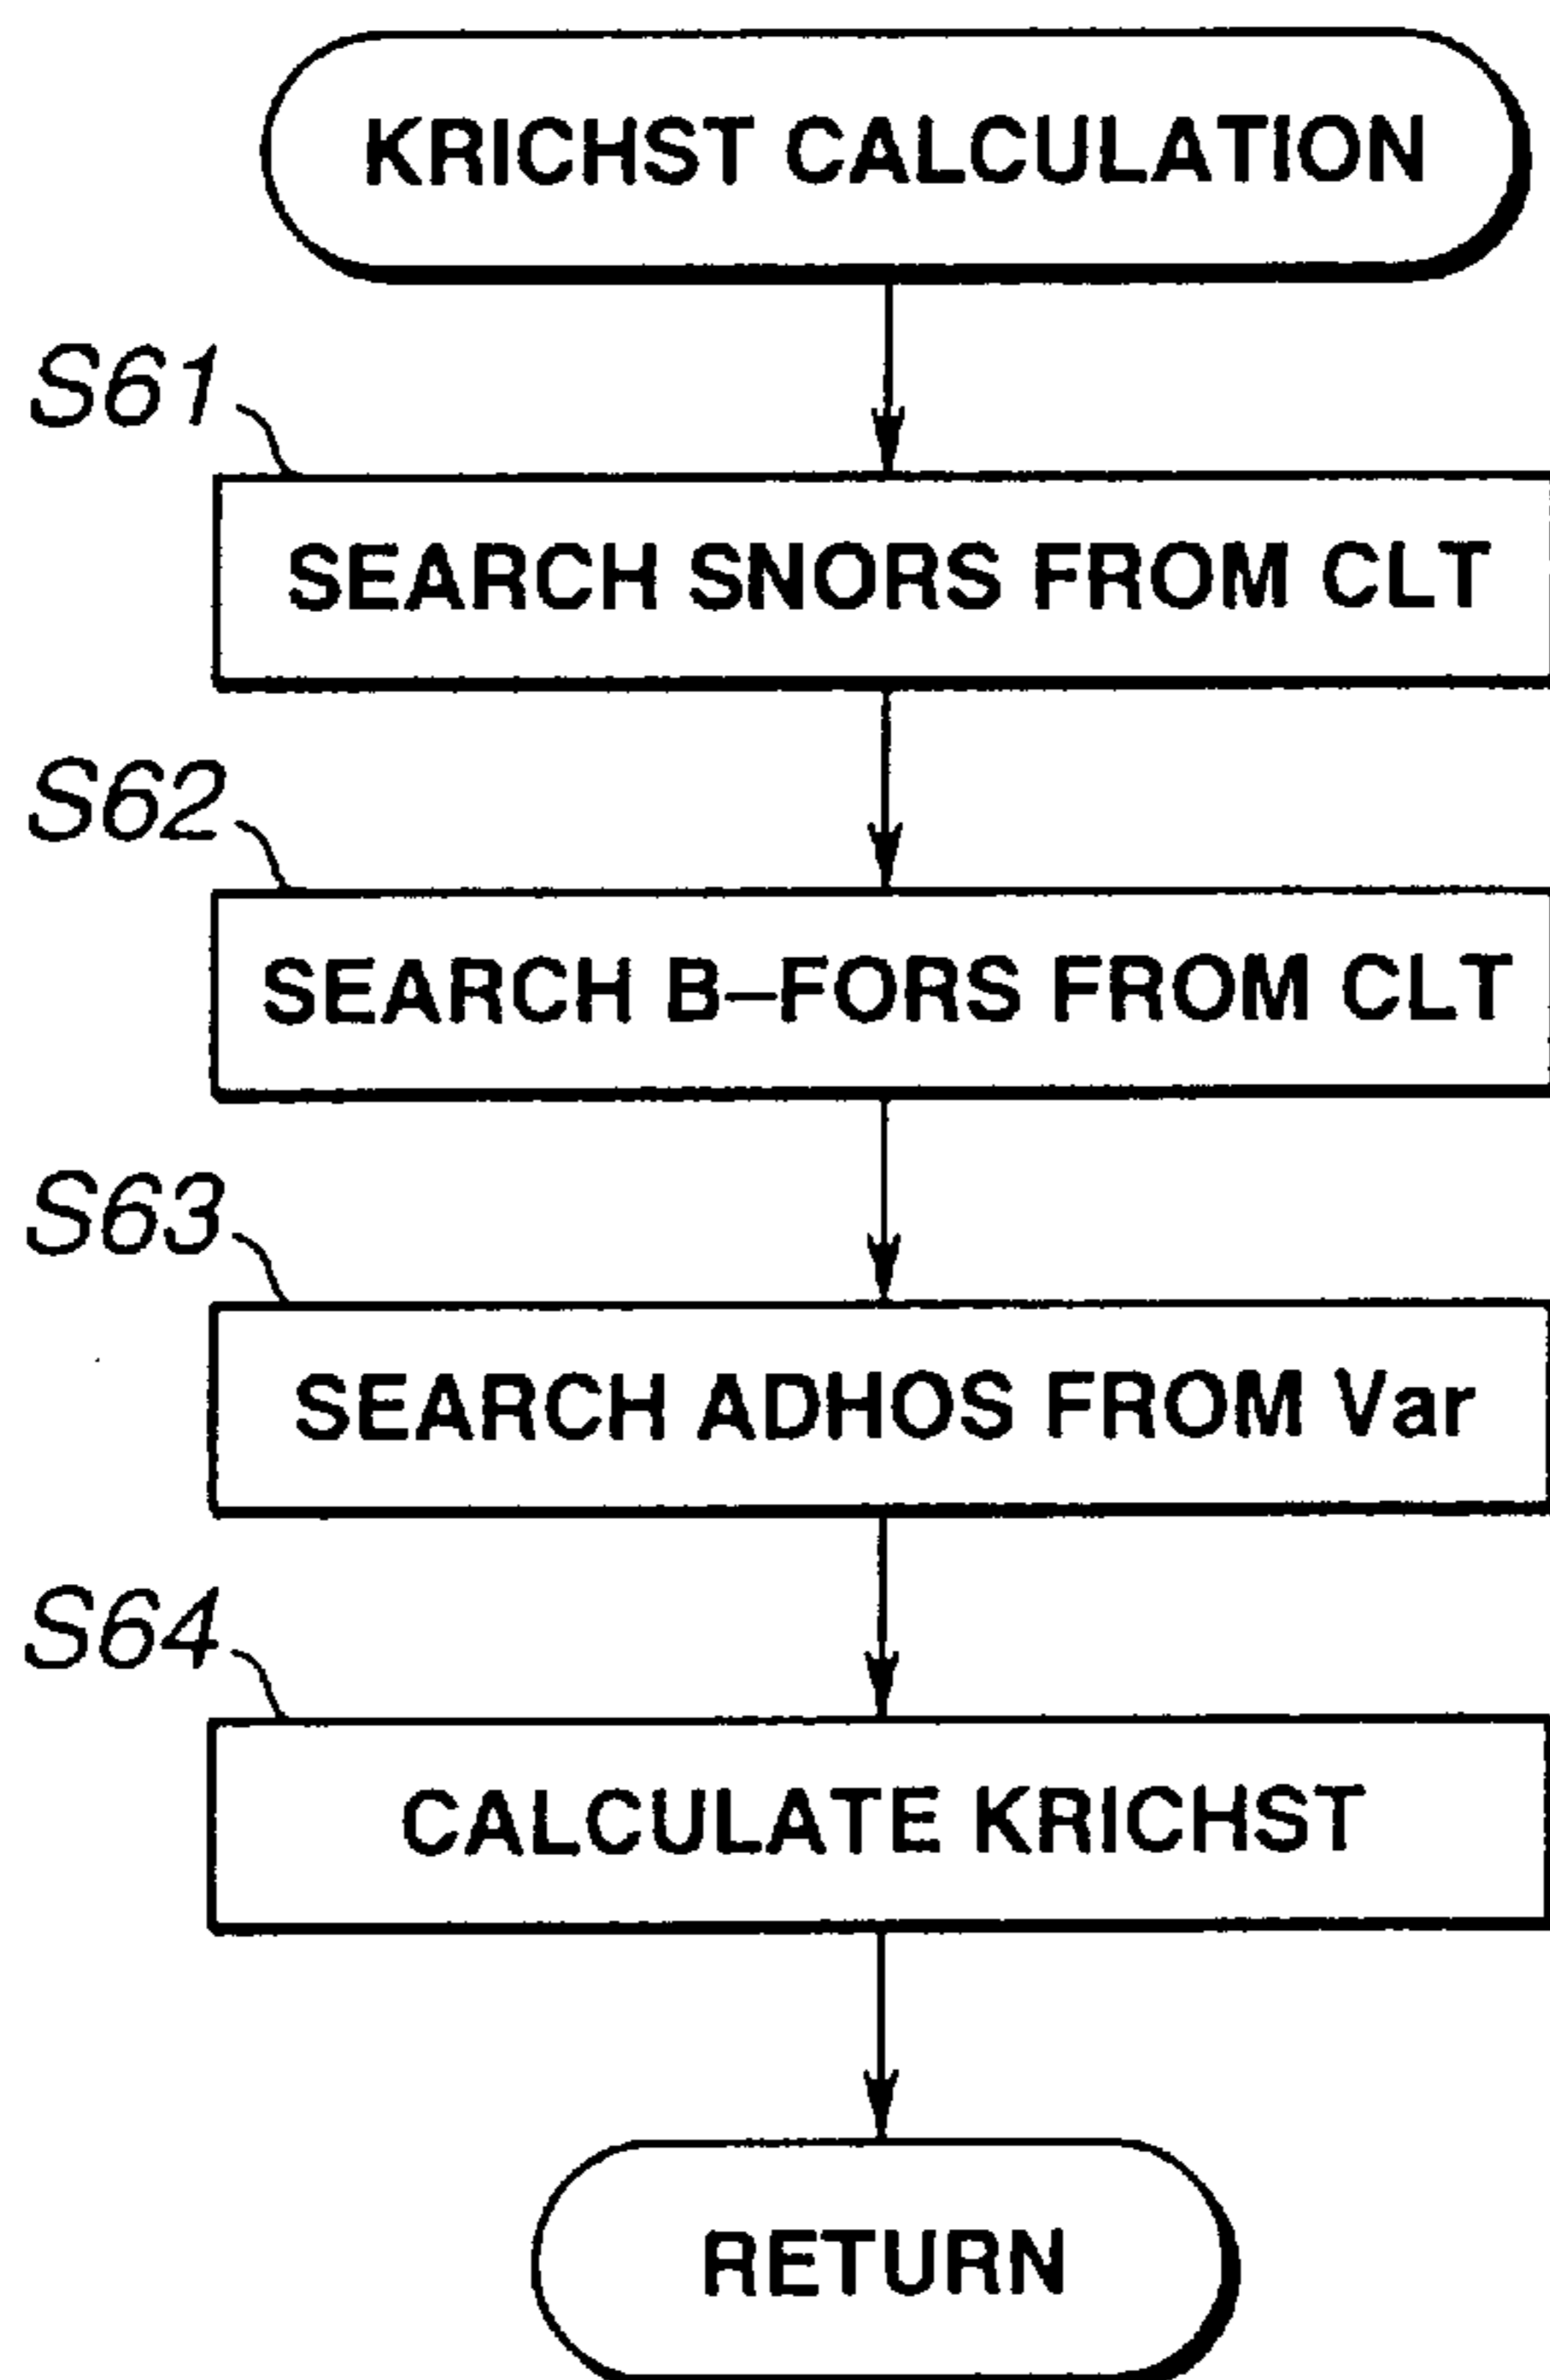 KRICHST CALCULATION
S61
SEARCH SNORS FROM CLT
S62
SEARCH B–FORS FROM CLT
S63
SEARCH ADHOS FROM Var
S64
CALCULATE KRICHST
RETURN